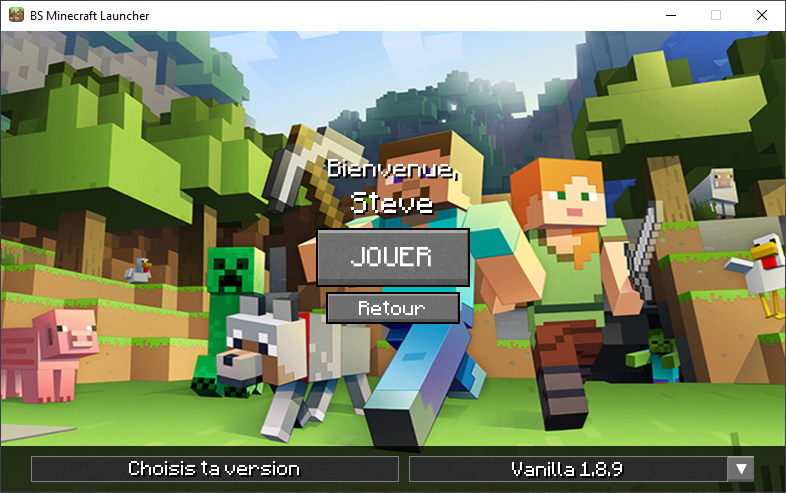 BS Minecraft Launcher
Bienvenue,
Steve
JOUER
Retour
Choisis ta version
Vanilla 1.8.9